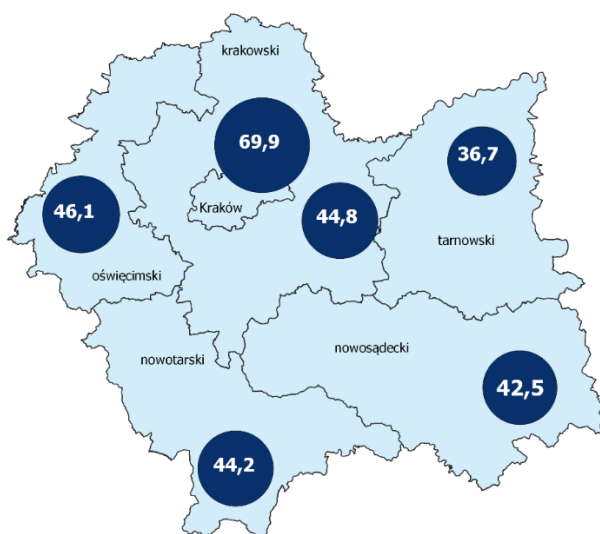 krakowski
69,9
36,7
46,1
Kraków
44,8
tarnowski
oświęcimski
nowotarski
nowosądecki
42,5
44,2